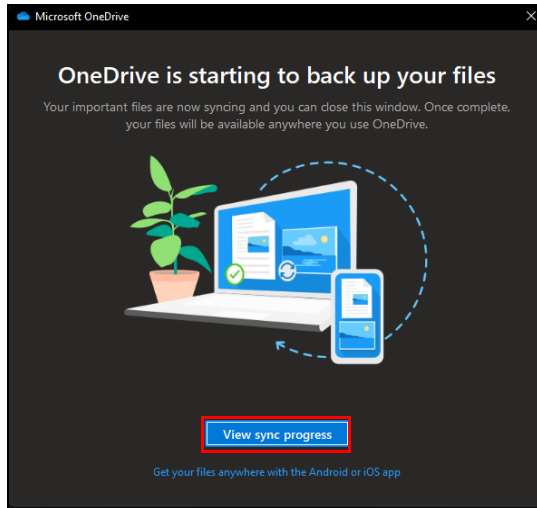 Microsoft OneDrive
OneDrive is starting to back up your files
Your important files are now syncing and you can close this window. Once complete,
your files will be available anywhere you use OneDrive.
View sync progress
Get your files anywhere with the Android or iOS app